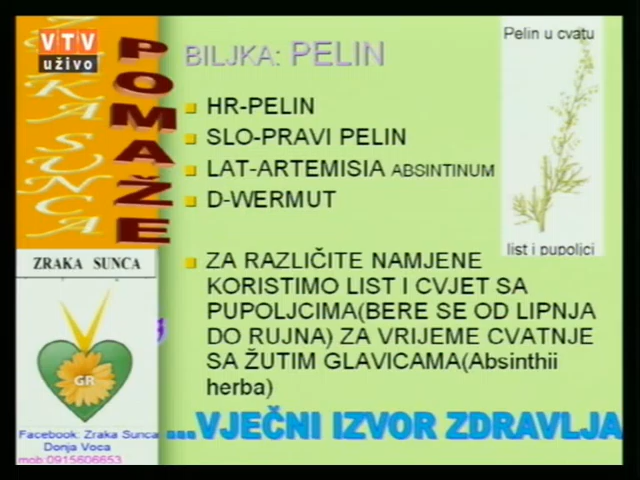 VTV
uživo
ZRAKA SUNCA
POMAŽE
BILJKA: PELIN
HR-PELIN
SLO-PRAVI PELIN
LAT-ARTEMISIA ABSINTINUM
D-WERMUT
Pelin u cvatu
list i pupoljci
ZA RAZLIČITE NAMJENE
KORISTIMO LIST I CVJET SA
PUPOLJCIMA(BERE SE OD LIPNJA
DO RUJNA) ZA VRIJEME CVATNJE
SA ŽUTIM GLAVICAMA(Absinthii
herba)
ZRAKA SUNCA
GR
Facebook: Zraka Sunca
Donja Voca
mob:0915606653
...VJEČNI IZVOR ZDRAVLJA